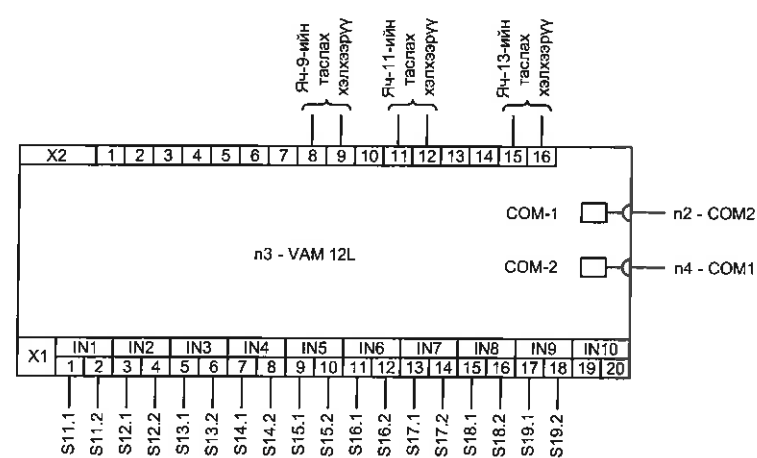 Яч-9-ийн
таслах
хэлхээрүү
Яч-11-ийн
таслах
хэлхээрүү
Яч-13-ийн
таслах
хэлхээрүү
X2 1 2 3 4 5 6 7 8 9 10 11 12 13 14 15 16
COM-1 n2 - COM2
n3 - VAM 12L
COM-2 n4 - COM1
X1 IN1 IN2 IN3 IN4 IN5 IN6 IN7 IN8 IN9 IN10
1 2 3 4 5 6 7 8 9 10 11 12 13 14 15 16 17 18 19 20
S11.1
S11.2
S12.1
S12.2
S13.1
S13.2
S14.1
S14.2
S15.1
S15.2
S16.1
S16.2
S17.1
S17.2
S18.1
S18.2
S19.1
S19.2